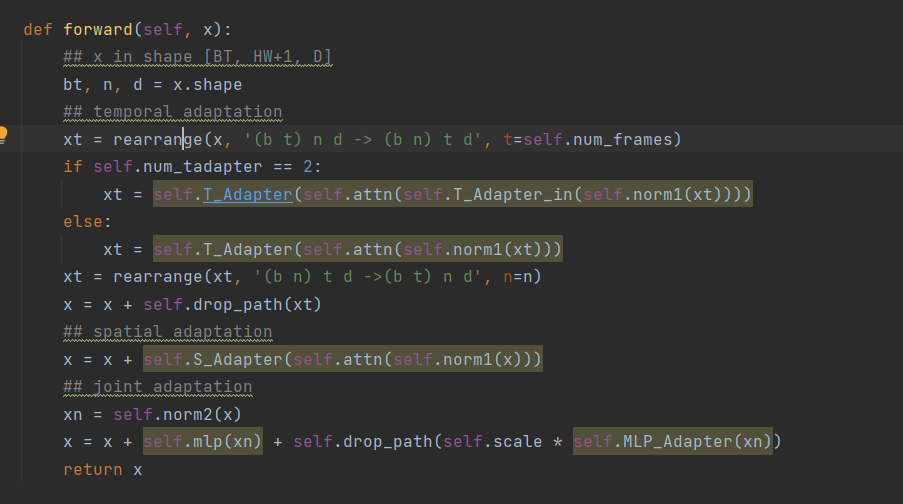 def forward(self, x):
    ## x in shape [BT, HW+1, D]
    bt, n, d = x.shape
    ## temporal adaptation
    xt = rearrange(x, '(b t) n d -> (b n) t d', t=self.num_frames)
    if self.num_tadapter == 2:
        xt = self.T_Adapter(self.attn(self.T_Adapter_in(self.norm1(xt))))
    else:
        xt = self.T_Adapter(self.attn(self.norm1(xt)))
    xt = rearrange(xt, '(b n) t d ->(b t) n d', n=n)
    x = x + self.drop_path(xt)
    ## spatial adaptation
    x = x + self.S_Adapter(self.attn(self.norm1(x)))
    ## joint adaptation
    xn = self.norm2(x)
    x = x + self.mlp(xn) + self.drop_path(self.scale * self.MLP_Adapter(xn))
    return x